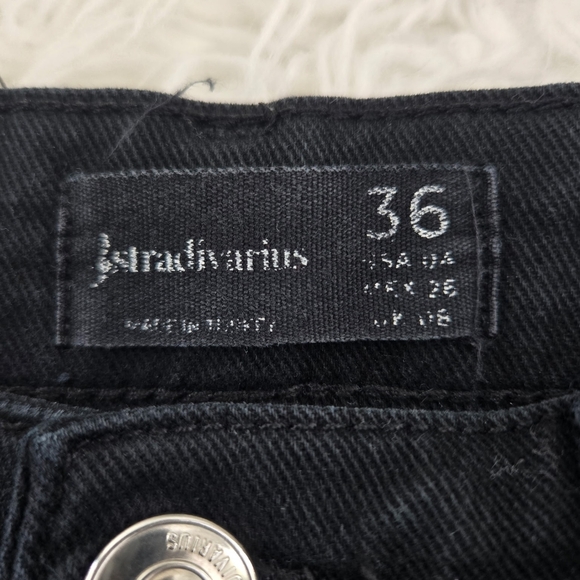 stradivarius
MADE IN TURKEY
36
USA 04
MEX 26
UK 08